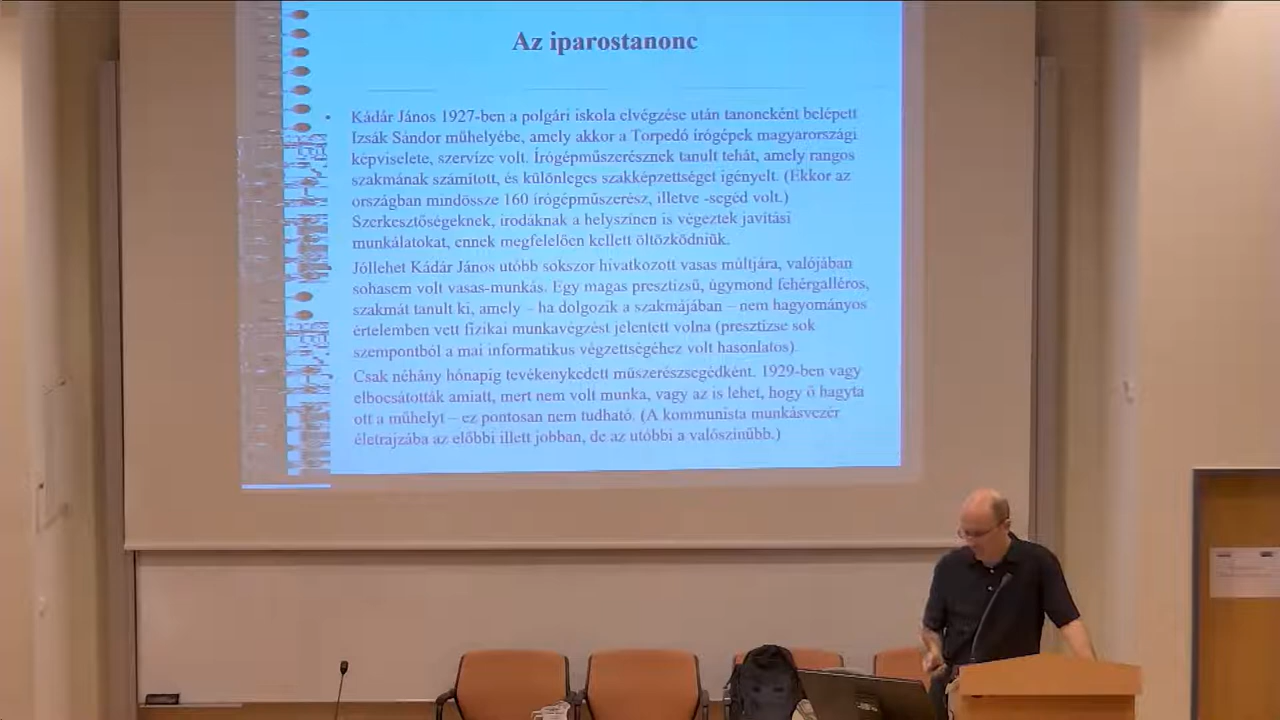 Az iparostanonc
Kádár János 1927-ben a polgári iskola elvégzése után tanoncként belépett
Izsák Sándor műhelyébe, amely akkor a Torpedó írógépek magyarországi
képviselete, szervize volt. Írógépműszerésznek tanult tehát, amely rangos
szakmának számított, és különleges szakképzettséget igényelt. (Ekkor az
országban mindössze 160 írógépműszerész, illetve -segéd volt.)
Szerkesztőségeknek, irodáknak a helyszínen is végeztek javítási
munkálatokat, ennek megfelelően kellett öltözködniük.
Jóllehet Kádár János utóbb sokszor hivatkozott vasas múltjára, valójában
sohasem volt vasas-munkás. Egy magas presztízsű, úgymond fehérgalléros,
szakmát tanult ki, amely – ha dolgozik a szakmájában – nem hagyományos
értelemben vett fizikai munkavégzést jelentett volna (presztízse sok
szempontból a mai informatikus végzettségéhez volt hasonlatos).
Csak néhány hónapig tevékenykedett műszerészsegédként. 1929-ben vagy
elbocsátották amiatt, mert nem volt munka, vagy az is lehet, hogy ő hagyta
ott a műhelyt – ez pontosan nem tudható. (A kommunista munkásvezér
életrajzába az előbbi illett jobban, de az utóbbi a valószínűbb.)